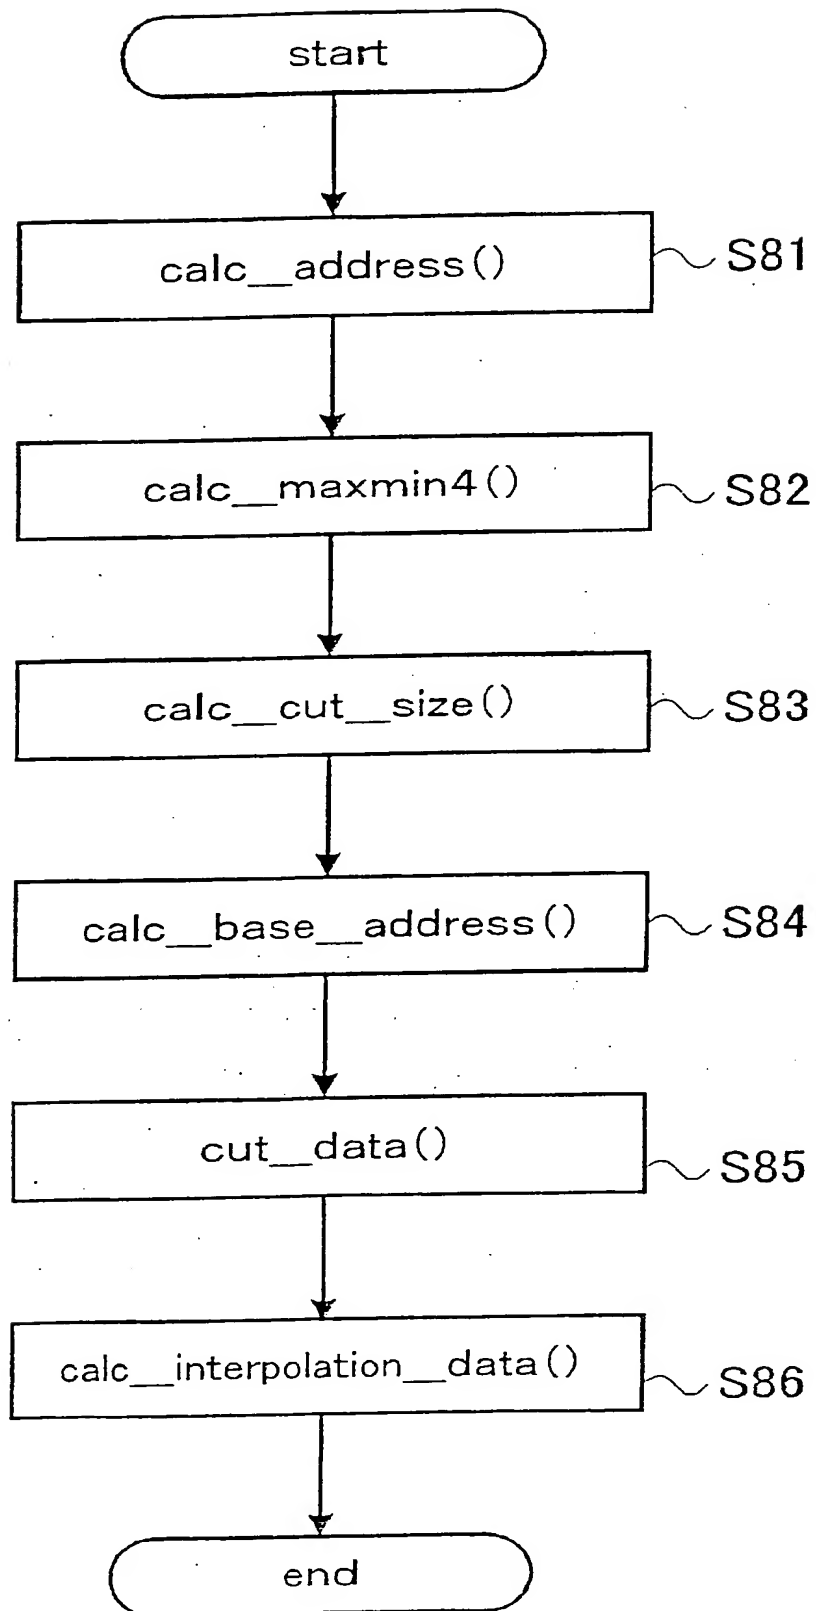 start
calc__address() S81
calc__maxmin4() S82
calc__cut__size() S83
calc__base__address() S84
cut__data() S85
calc__interpolation__data() S86
end